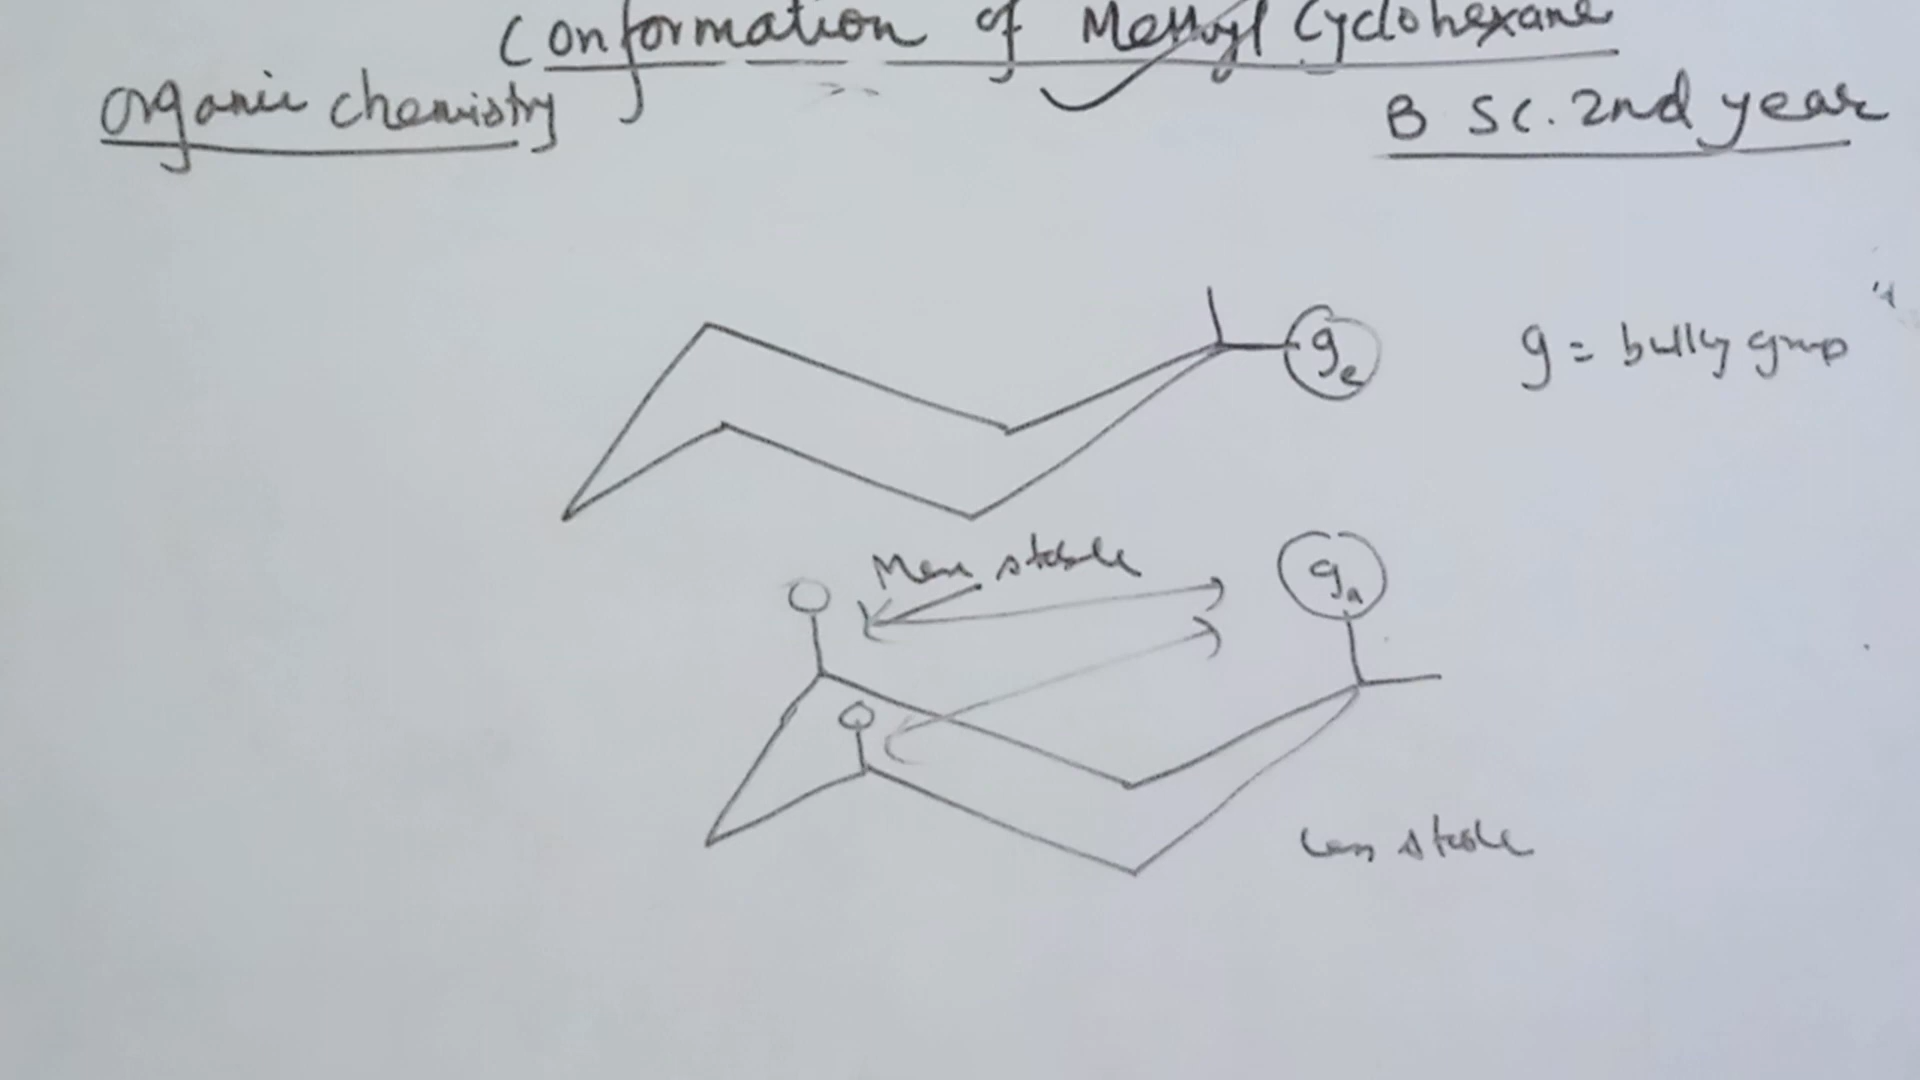 Conformation of Methyl Cyclohexane
Organic chemistry
B Sc. 2nd year
ge
g = bulky group
More stable
ga
Less stable